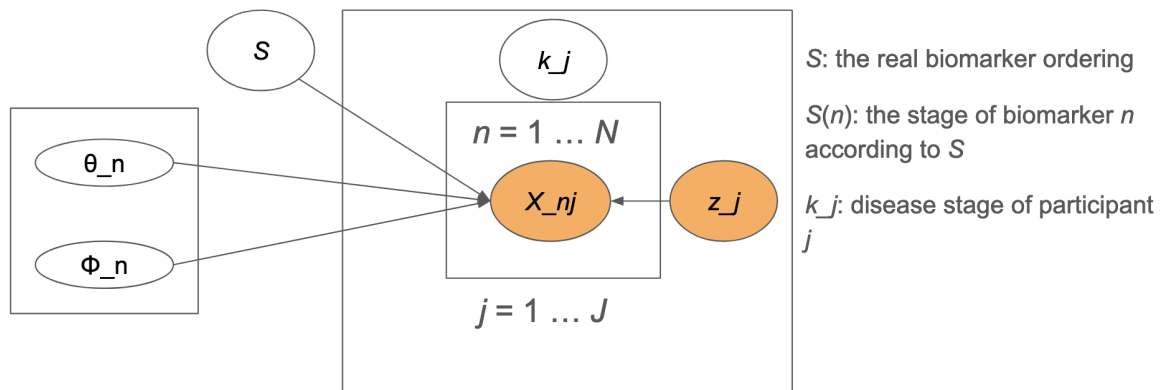 S
k_j
n = 1 ... N
θ_n
X_nj
z_j
Φ_n
j = 1 ... J
S: the real biomarker ordering
S(n): the stage of biomarker n
according to S
k_j: disease stage of participant
j